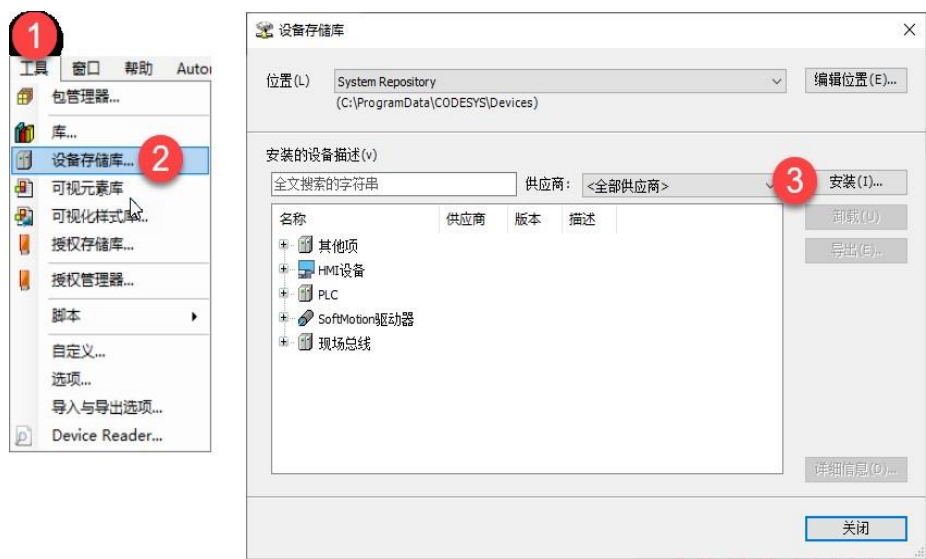 1
工具 窗口 帮助
包管理器...
库...
设备存储库... 2
可视元素库
可视化样式库...
授权存储库...
授权管理器...
脚本
自定义...
选项...
导入与导出选项...
Device Reader...
设备存储库
位置(L) System Repository 编辑位置(E)...
(C:\ProgramData\CODESYS\Devices)
安装的设备描述(v)
全文搜索的字符串 供应商: <全部供应商> 3 安装(I)...
名称 供应商 版本 描述 卸载(U)
其他项 导出(E)...
HMI设备
PLC
SoftMotion驱动器
现场总线
详细信息(D)...
关闭